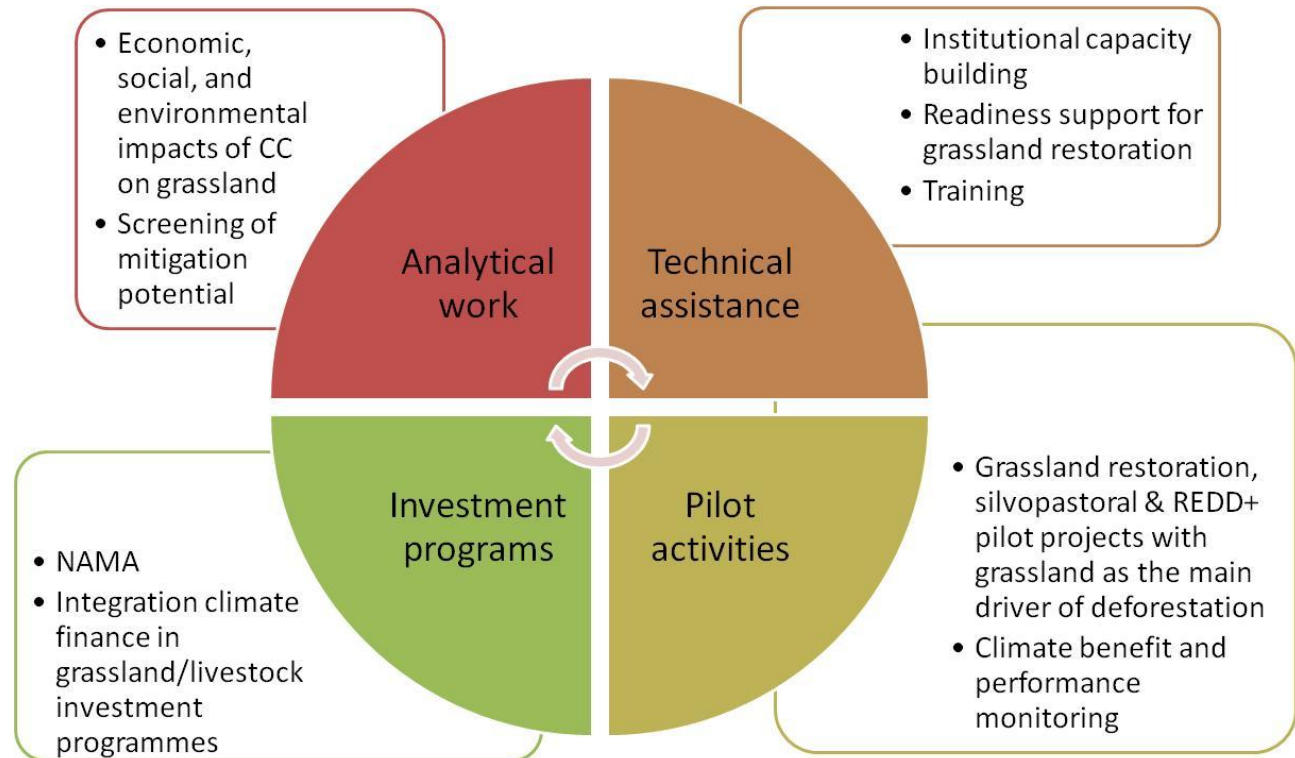 • Economic,
social, and
environmental
impacts of CC
on grassland
• Screening of
mitigation
potential
Analytical
work
• Institutional capacity
building
• Readiness support for
grassland restoration
• Training
Technical
assistance
• NAMA
• Integration climate
finance in
grassland/livestock
investment
programmes
Investment
programs
Pilot
activities
• Grassland restoration,
silvopastoral & REDD+
pilot projects with
grassland as the main
driver of deforestation
• Climate benefit and
performance
monitoring